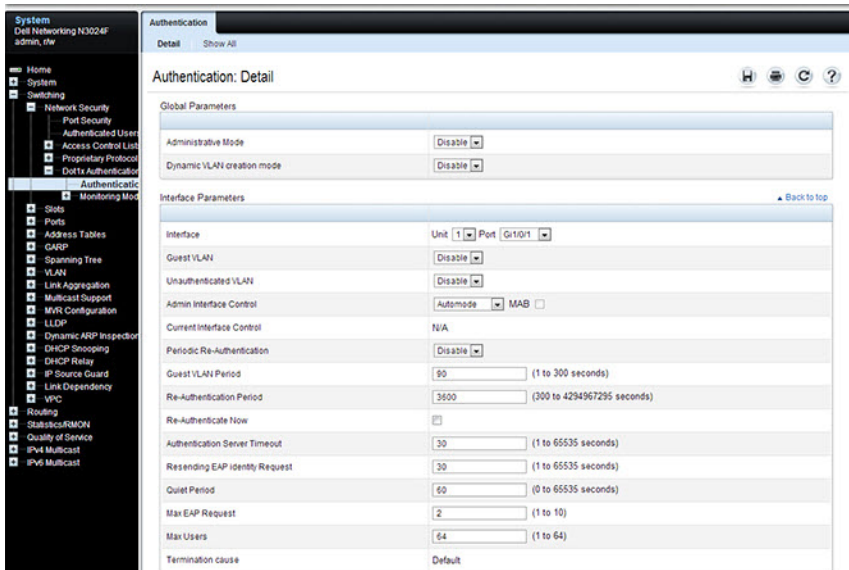 System
Dell Networking N3024F
admin, r/w
Home
System
Switching
Network Security
Port Security
Authenticated User
Access Control List
Proprietary Protocol
Dot1x Authentication
Authenticatic
Monitoring Mod
Slots
Ports
Address Tables
GARP
Spanning Tree
VLAN
Link Aggregation
Multicast Support
MVR Configuration
LLDP
Dynamic ARP Inspection
DHCP Snooping
DHCP Relay
IP Source Guard
Link Dependency
VPC
Routing
Statistics/RMON
Quality of Service
IPv4 Multicast
IPv6 Multicast
Authentication
Detail Show All
Authentication: Detail
Global Parameters
Administrative Mode Disable
Dynamic VLAN creation mode Disable
Interface Parameters Back to top
Interface Unit 1 Port Gi1/0/1
Guest VLAN Disable
Unauthenticated VLAN Disable
Admin Interface Control Automode MAB
Current Interface Control N/A
Periodic Re-Authentication Disable
Guest VLAN Period 90 (1 to 300 seconds)
Re-Authentication Period 3600 (300 to 4294967295 seconds)
Re-Authenticate Now
Authentication Server Timeout 30 (1 to 65535 seconds)
Resending EAP identity Request 30 (1 to 65535 seconds)
Quiet Period 60 (0 to 65535 seconds)
Max EAP Request 2 (1 to 10)
Max Users 64 (1 to 64)
Termination cause Default